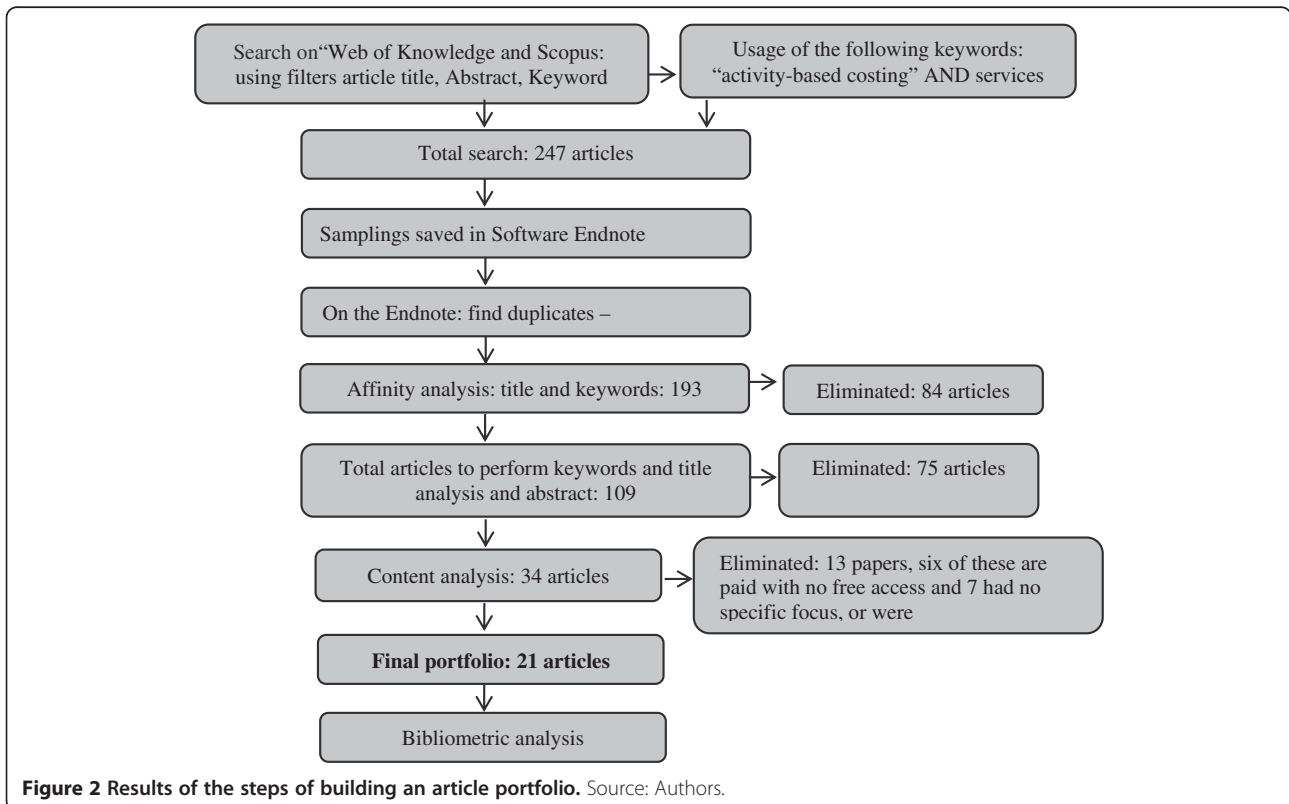 Search on“Web of Knowledge and Scopus:
using filters article title, Abstract, Keyword
Usage of the following keywords:
“activity-based costing” AND services
Total search: 247 articles
Samplings saved in Software Endnote
On the Endnote: find duplicates –
Affinity analysis: title and keywords: 193
Eliminated: 84 articles
Total articles to perform keywords and title
analysis and abstract: 109
Eliminated: 75 articles
Content analysis: 34 articles
Eliminated: 13 papers, six of these are
paid with no free access and 7 had no
specific focus, or were
Final portfolio: 21 articles
Bibliometric analysis
Figure 2 Results of the steps of building an article portfolio. Source: Authors.